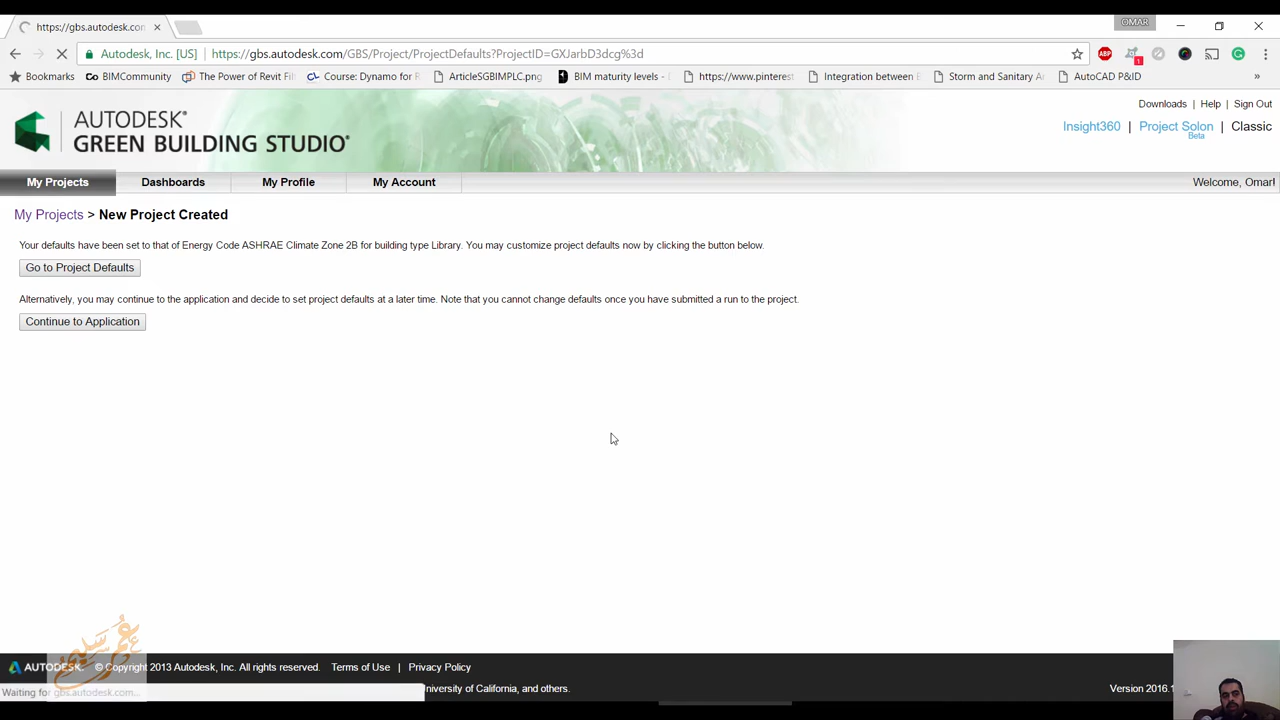 https://gbs.autodesk.con
OMAR
Autodesk, Inc. [US]
https://gbs.autodesk.com/GBS/Project/ProjectDefaults?ProjectID=GXJarbD3dcg%3d
ABP
1
Bookmarks
Co BIMCommunity
The Power of Revit Fi
Course: Dynamo for R
ArticleSGBIMPLC.png
BIM maturity levels -
https://www.pinteres
Integration between
Storm and Sanitary A
AutoCAD P&ID
»
AUTODESK®
GREEN BUILDING STUDIO®
Downloads | Help | Sign Out
Insight360 | Project Solon | Classic
Beta
My Projects
Dashboards
My Profile
My Account
Welcome, Omar!
My Projects > New Project Created
Your defaults have been set to that of Energy Code ASHRAE Climate Zone 2B for building type Library. You may customize project defaults now by clicking the button below.
Go to Project Defaults
Alternatively, you may continue to the application and decide to set project defaults at a later time. Note that you cannot change defaults once you have submitted a run to the project.
Continue to Application
AUTODESK. © Copyright 2013 Autodesk, Inc. All rights reserved. Terms of Use | Privacy Policy
Waiting for gbs.autodesk.com...
University of California, and others.
Version 2016.1